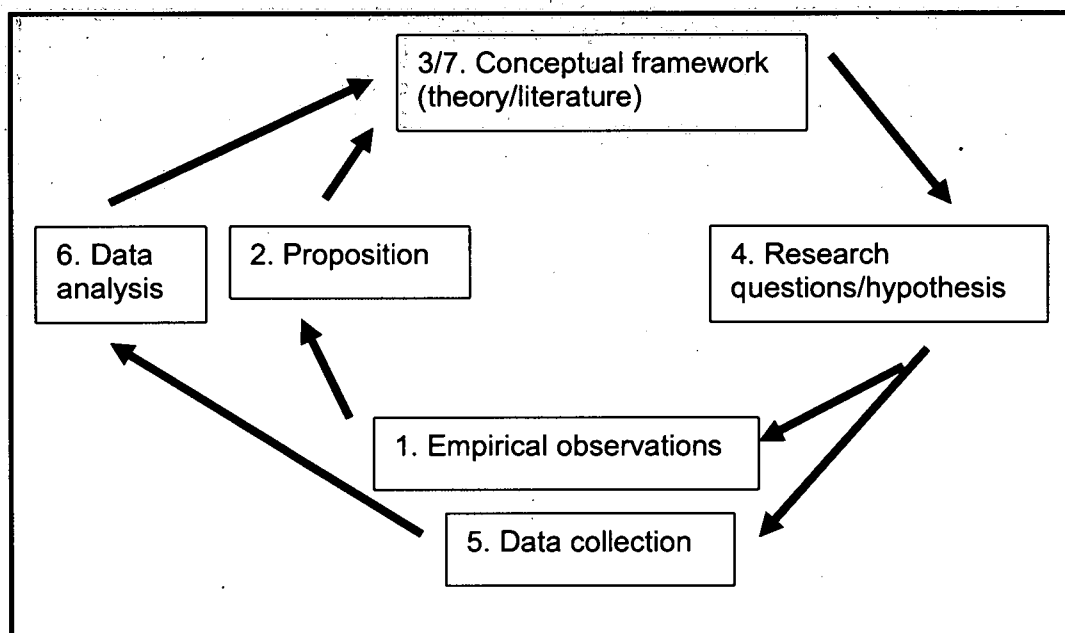 3/7. Conceptual framework
(theory/literature)
6. Data
analysis
2. Proposition
4. Research
questions/hypothesis
1. Empirical observations
5. Data collection